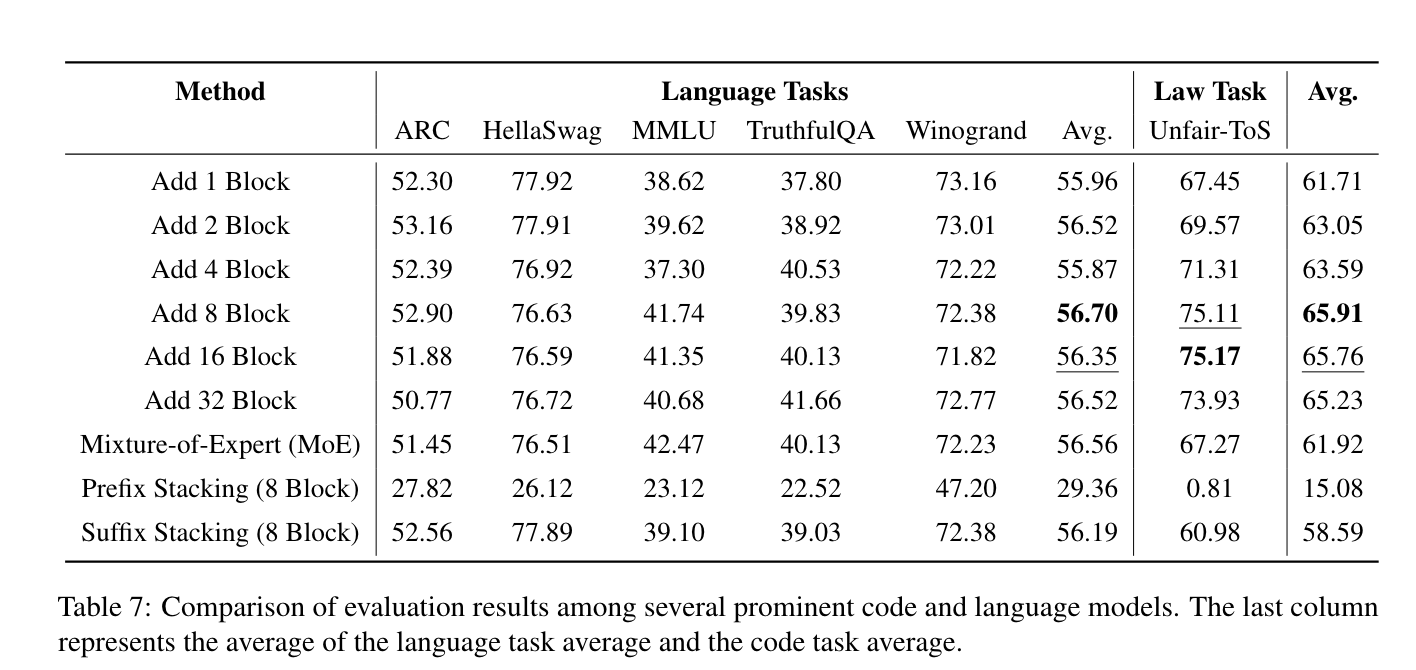 Method Language Tasks Law Task Avg.
ARC HellaSwag MMLU TruthfulQA Winogrand Avg. Unfair-ToS
Add 1 Block 52.30 77.92 38.62 37.80 73.16 55.96 67.45 61.71
Add 2 Block 53.16 77.91 39.62 38.92 73.01 56.52 69.57 63.05
Add 4 Block 52.39 76.92 37.30 40.53 72.22 55.87 71.31 63.59
Add 8 Block 52.90 76.63 41.74 39.83 72.38 56.70 75.11 65.91
Add 16 Block 51.88 76.59 41.35 40.13 71.82 56.35 75.17 65.76
Add 32 Block 50.77 76.72 40.68 41.66 72.77 56.52 73.93 65.23
Mixture-of-Expert (MoE) 51.45 76.51 42.47 40.13 72.23 56.56 67.27 61.92
Prefix Stacking (8 Block) 27.82 26.12 23.12 22.52 47.20 29.36 0.81 15.08
Suffix Stacking (8 Block) 52.56 77.89 39.10 39.03 72.38 56.19 60.98 58.59
Table 7: Comparison of evaluation results among several prominent code and language models. The last column
represents the average of the language task average and the code task average.